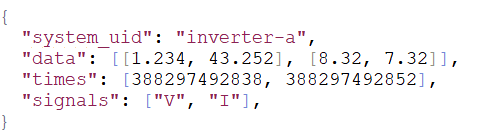 {
"system_uid": "inverter-a",
"data": [[1.234, 43.252], [8.32, 7.32]],
"times": [388297492838, 388297492852],
"signals": ["V", "I"],
}